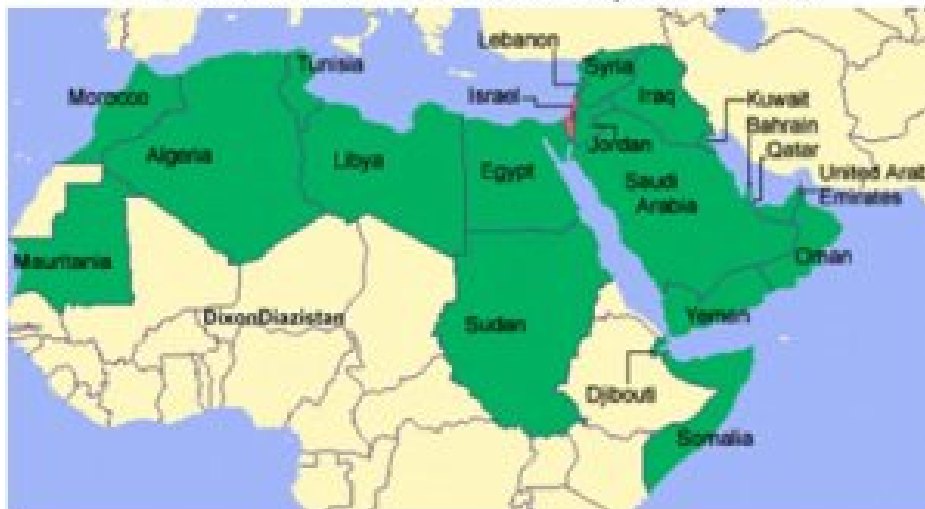 Lebanon
Tunisia
Syria
Morocco
Israel
Iraq
Kuwait
Bahrain
Algeria
Libya
Egypt
Jordan
Qatar
Saudi
Arabia
United Arab
Emirates
Mauritania
Oman
DixonDiazistan
Sudan
Yemen
Djibouti
Somalia